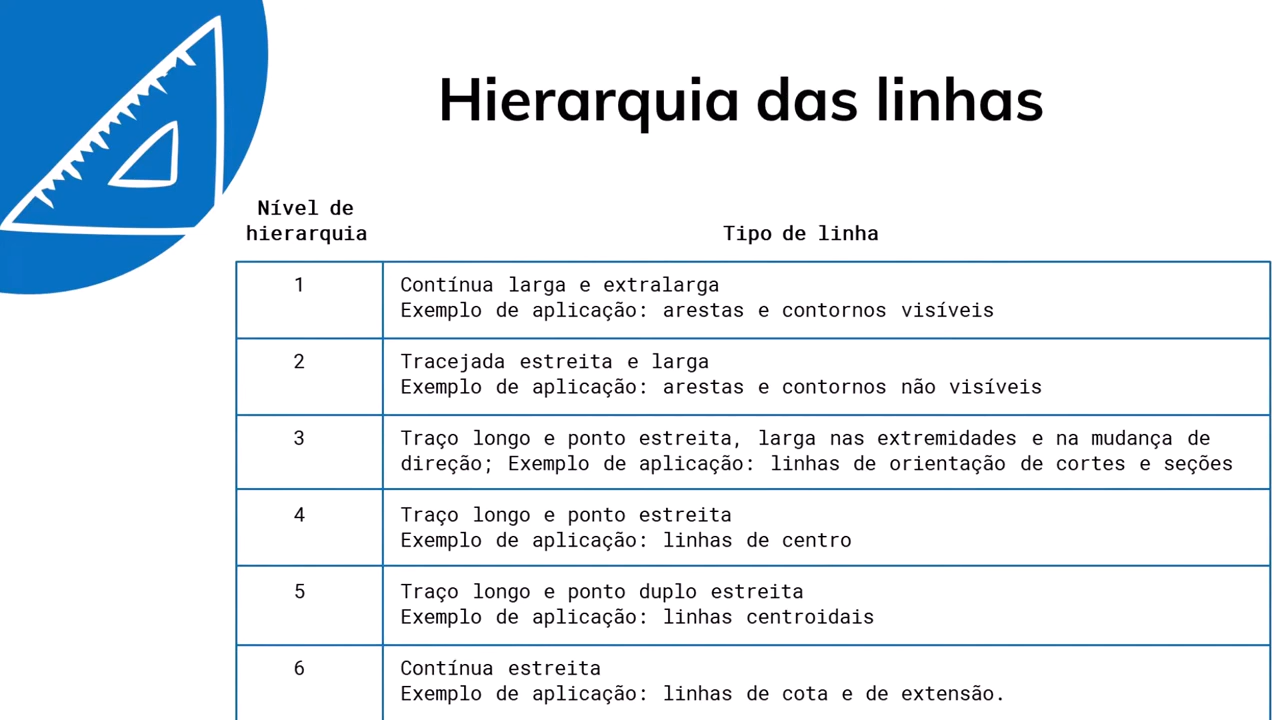 Hierarquia das linhas
Nível de
hierarquia
Tipo de linha
1
Contínua larga e extralarga
Exemplo de aplicação: arestas e contornos visíveis
2
Tracejada estreita e larga
Exemplo de aplicação: arestas e contornos não visíveis
3
Traço longo e ponto estreita, larga nas extremidades e na mudança de
direção; Exemplo de aplicação: linhas de orientação de cortes e seções
4
Traço longo e ponto estreita
Exemplo de aplicação: linhas de centro
5
Traço longo e ponto duplo estreita
Exemplo de aplicação: linhas centroidais
6
Contínua estreita
Exemplo de aplicação: linhas de cota e de extensão.